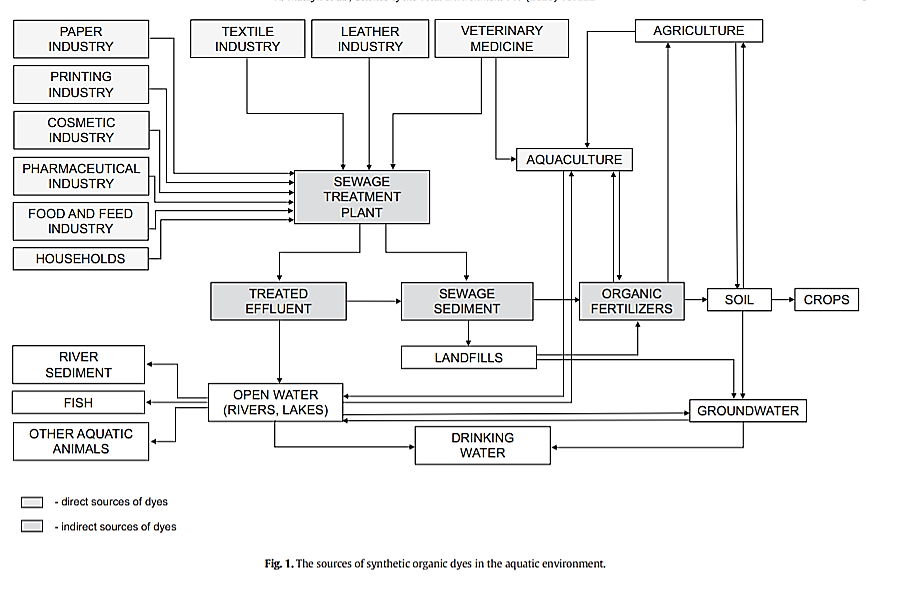 PAPER
INDUSTRY
TEXTILE
INDUSTRY
LEATHER
INDUSTRY
VETERINARY
MEDICINE
AGRICULTURE
PRINTING
INDUSTRY
COSMETIC
INDUSTRY
AQUACULTURE
PHARMACEUTICAL
INDUSTRY
SEWAGE
TREATMENT
PLANT
FOOD AND FEED
INDUSTRY
HOUSEHOLDS
TREATED
EFFLUENT
SEWAGE
SEDIMENT
ORGANIC
FERTILIZERS
SOIL
CROPS
LANDFILLS
RIVER
SEDIMENT
FISH
OPEN WATER
(RIVERS, LAKES)
GROUNDWATER
OTHER AQUATIC
ANIMALS
DRINKING
WATER
- direct sources of dyes
- indirect sources of dyes
Fig. 1. The sources of synthetic organic dyes in the aquatic environment.